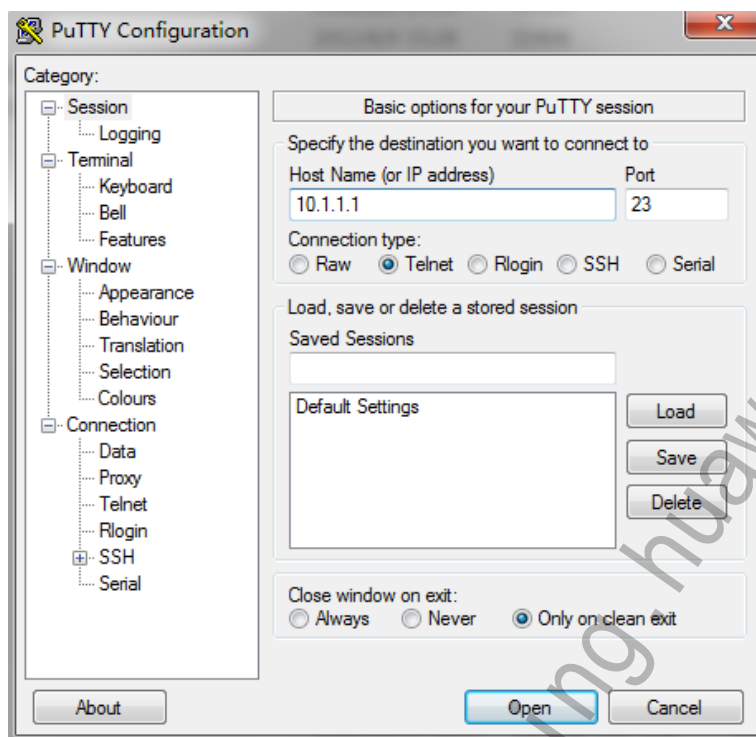 PuTTY Configuration
Category:
Session
Logging
Terminal
Keyboard
Bell
Features
Window
Appearance
Behaviour
Translation
Selection
Colours
Connection
Data
Proxy
Telnet
Rlogin
SSH
Serial
Basic options for your PuTTY session
Specify the destination you want to connect to
Host Name (or IP address) Port
10.1.1.1 23
Connection type:
Raw Telnet Rlogin SSH Serial
Load, save or delete a stored session
Saved Sessions
Default Settings
Load
Save
Delete
Close window on exit:
Always Never Only on clean exit
About Open Cancel